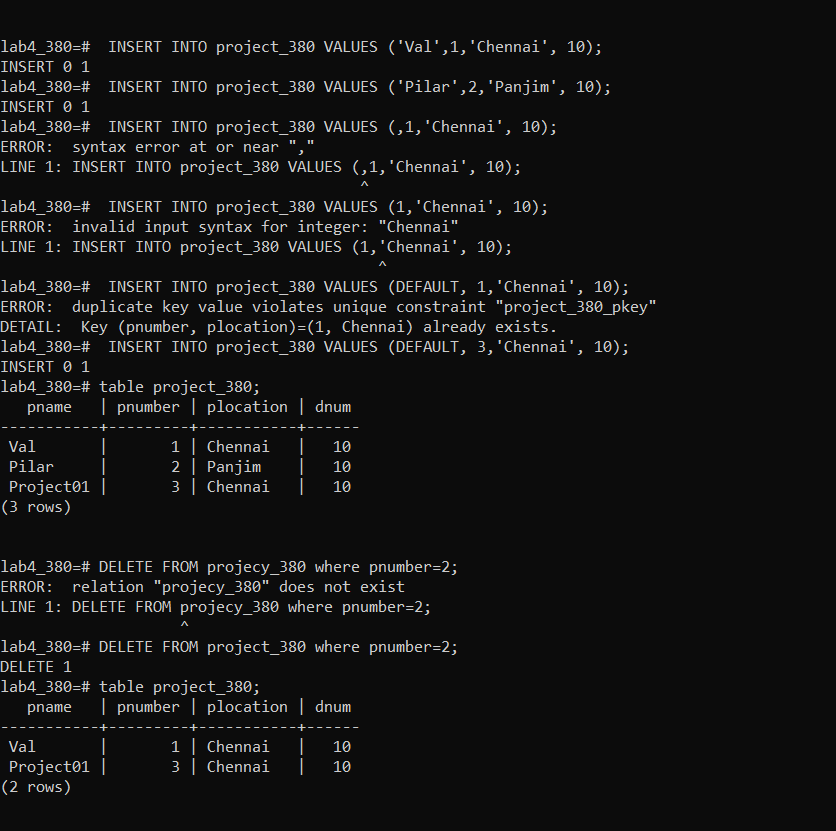 lab4_380=#  INSERT INTO project_380 VALUES ('Val',1,'Chennai', 10);
INSERT 0 1
lab4_380=#  INSERT INTO project_380 VALUES ('Pilar',2,'Panjim', 10);
INSERT 0 1
lab4_380=#  INSERT INTO project_380 VALUES (,1,'Chennai', 10);
ERROR:  syntax error at or near ","
LINE 1: INSERT INTO project_380 VALUES (,1,'Chennai', 10);
                                        ^
lab4_380=#  INSERT INTO project_380 VALUES (1,'Chennai', 10);
ERROR:  invalid input syntax for integer: "Chennai"
LINE 1: INSERT INTO project_380 VALUES (1,'Chennai', 10);
                                          ^
lab4_380=#  INSERT INTO project_380 VALUES (DEFAULT, 1,'Chennai', 10);
ERROR:  duplicate key value violates unique constraint "project_380_pkey"
DETAIL:  Key (pnumber, plocation)=(1, Chennai) already exists.
lab4_380=#  INSERT INTO project_380 VALUES (DEFAULT, 3,'Chennai', 10);
INSERT 0 1
lab4_380=# table project_380;
   pname   | pnumber | plocation | dnum
-----------+---------+-----------+------
 Val       |       1 | Chennai   |   10
 Pilar     |       2 | Panjim    |   10
 Project01 |       3 | Chennai   |   10
(3 rows)
lab4_380=# DELETE FROM projecy_380 where pnumber=2;
ERROR:  relation "projecy_380" does not exist
LINE 1: DELETE FROM projecy_380 where pnumber=2;
                    ^
lab4_380=# DELETE FROM project_380 where pnumber=2;
DELETE 1
lab4_380=# table project_380;
   pname   | pnumber | plocation | dnum
-----------+---------+-----------+------
 Val       |       1 | Chennai   |   10
 Project01 |       3 | Chennai   |   10
(2 rows)